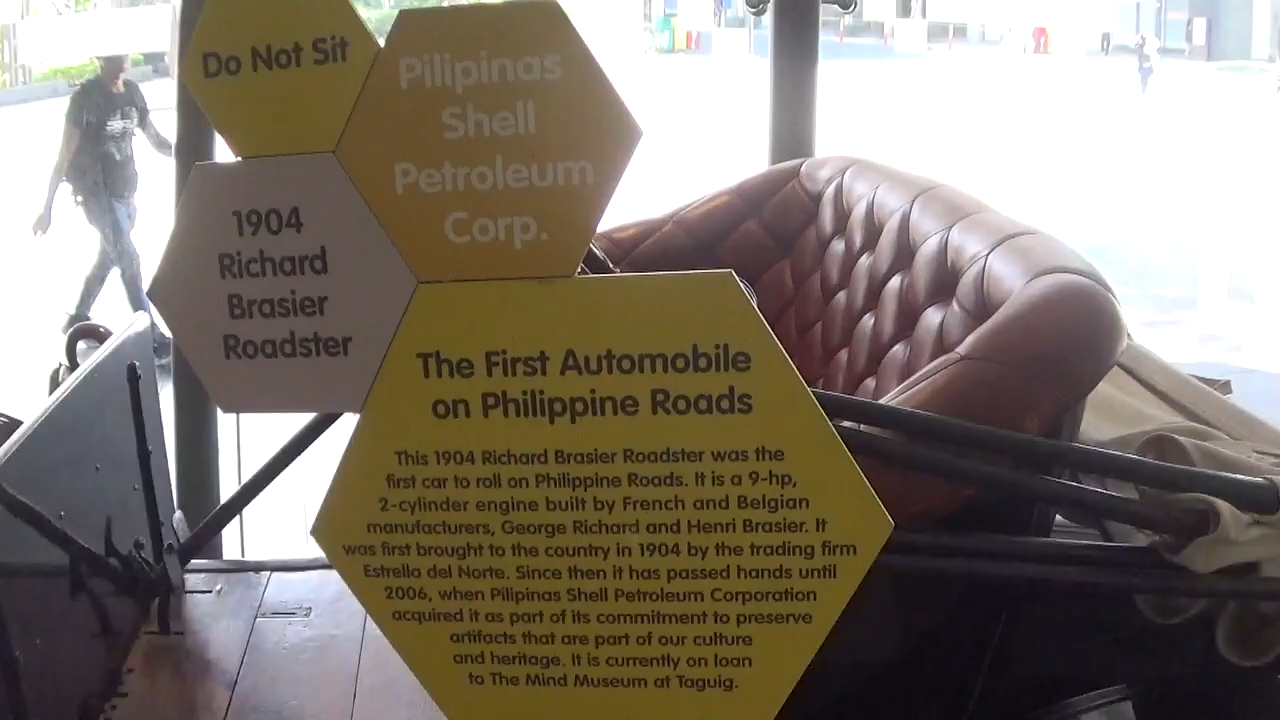 Do Not Sit
Pilipinas
Shell
Petroleum
Corp.
1904
Richard
Brasier
Roadster
The First Automobile
on Philippine Roads
This 1904 Richard Brasier Roadster was the
first car to roll on Philippine Roads. It is a 9-hp,
2-cylinder engine built by French and Belgian
manufacturers, George Richard and Henri Brasier. It
was first brought to the country in 1904 by the trading firm
Estrella del Norte. Since then it has passed hands until
2006, when Pilipinas Shell Petroleum Corporation
acquired it as part of its commitment to preserve
artifacts that are part of our culture
and heritage. It is currently on loan
to The Mind Museum at Taguig.